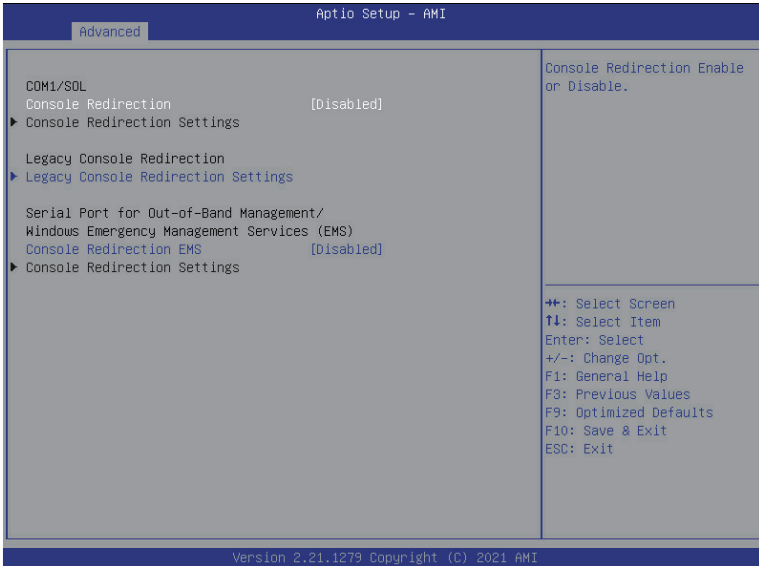 Aptio Setup – AMI
Advanced
COM1/SOL
Console Redirection [Disabled]
▶ Console Redirection Settings
Legacy Console Redirection
▶ Legacy Console Redirection Settings
Serial Port for Out-of-Band Management/
Windows Emergency Management Services (EMS)
Console Redirection EMS [Disabled]
▶ Console Redirection Settings
Console Redirection Enable
or Disable.
→←: Select Screen
↑↓: Select Item
Enter: Select
+/-: Change Opt.
F1: General Help
F3: Previous Values
F9: Optimized Defaults
F10: Save & Exit
ESC: Exit
Version 2.21.1279 Copyright (C) 2021 AMI